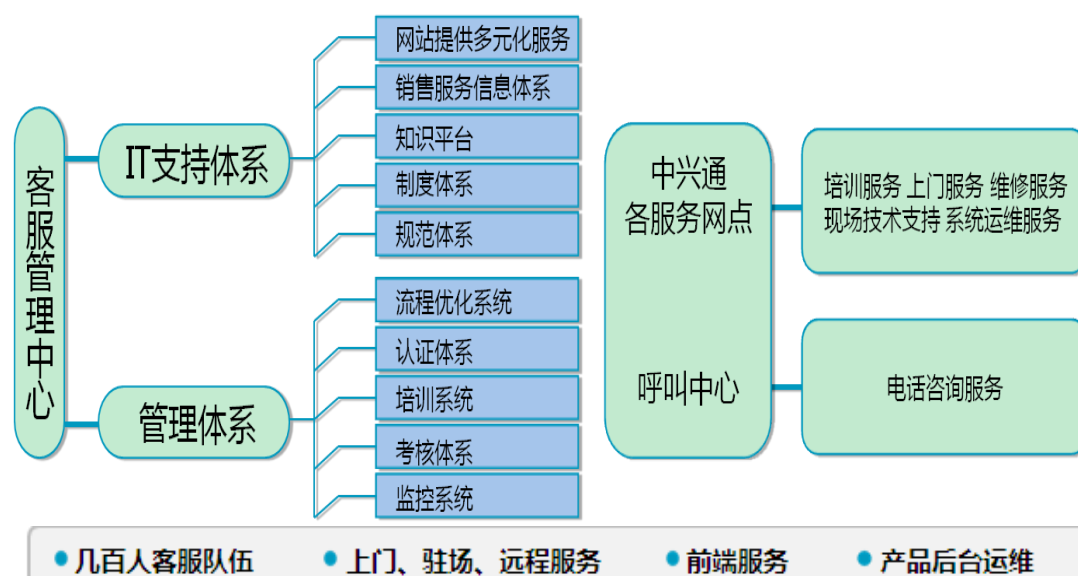 客服管理中心
IT支持体系
网站提供多元化服务
销售服务信息体系
知识平台
制度体系
规范体系
管理体系
流程优化系统
认证体系
培训系统
考核体系
监控系统
中兴通
各服务网点
呼叫中心
培训服务 上门服务 维修服务
现场技术支持 系统运维服务
电话咨询服务
•几百人客服队伍 •上门、驻场、远程服务 •前端服务 •产品后台运维